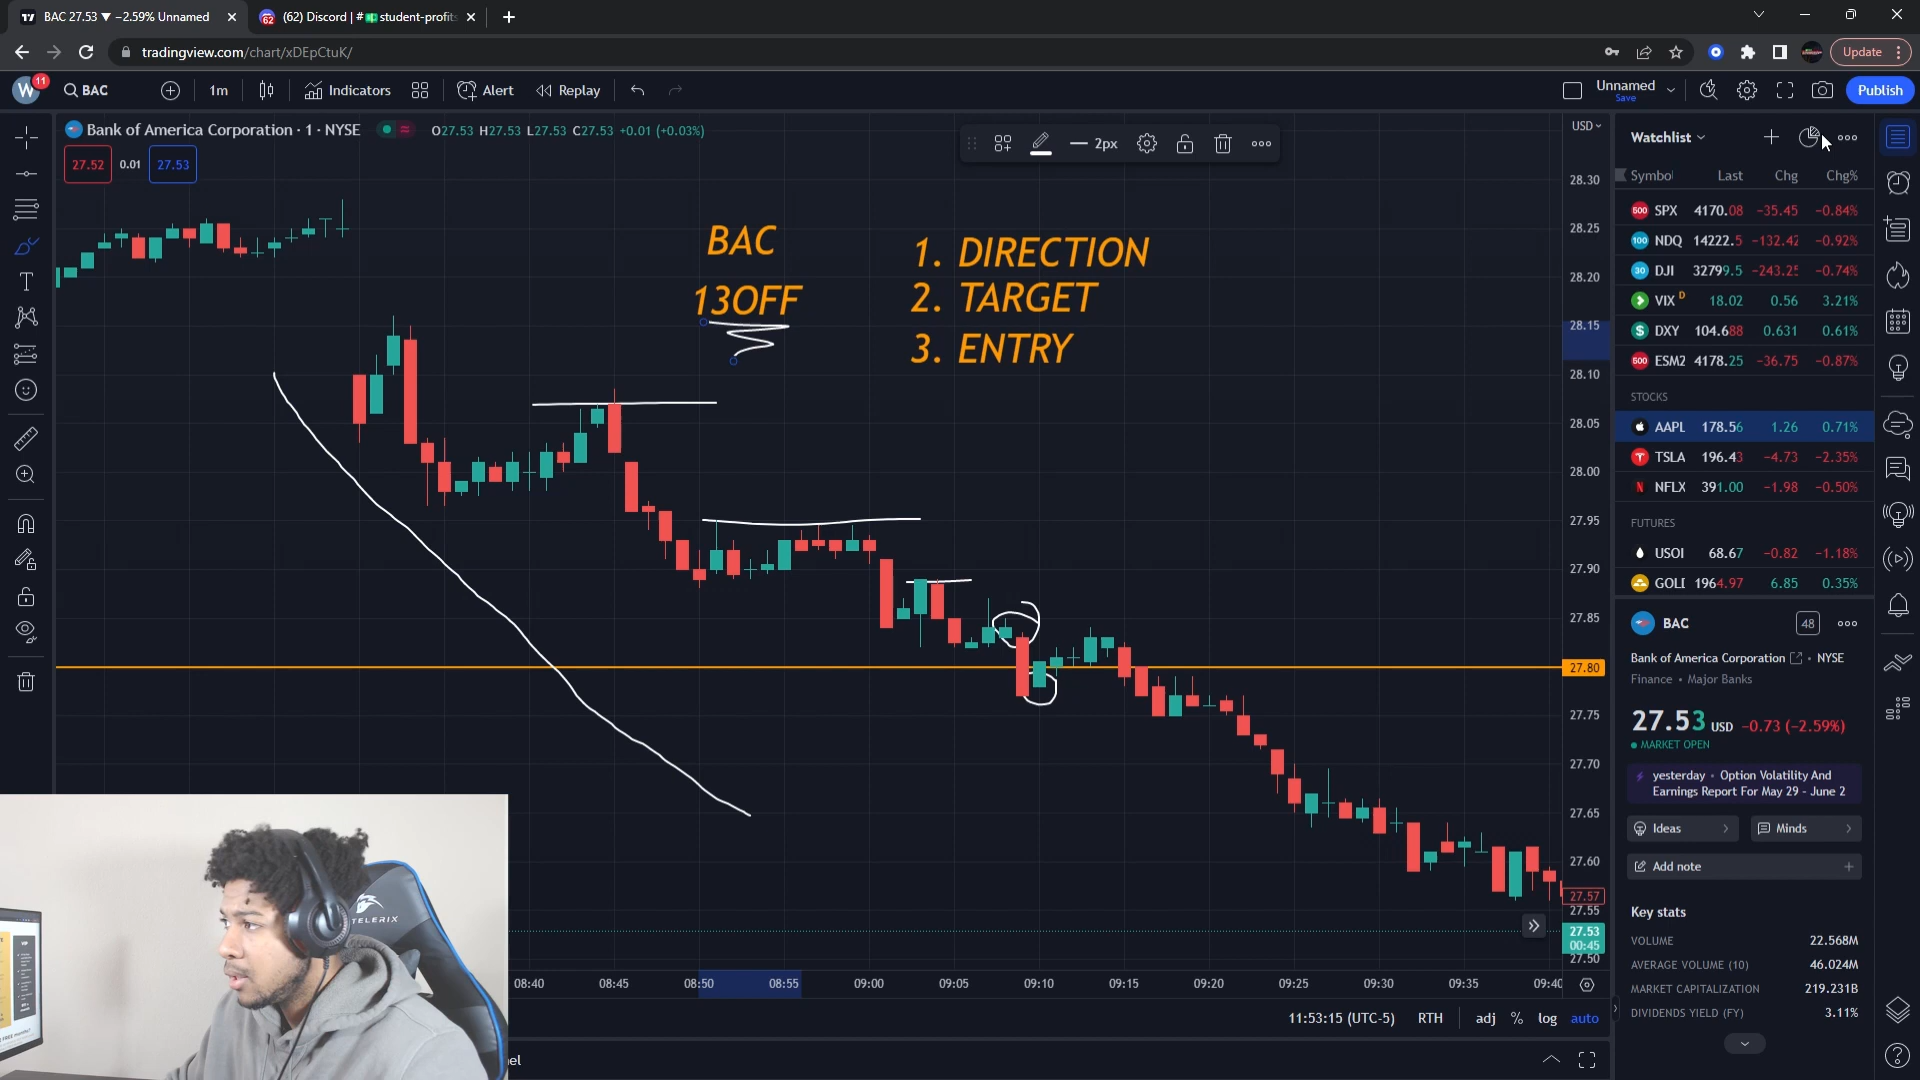 BAC 27.53 ▼ −2.59% Unnamed
(62) Discord | # student-profits
tradingview.com/chart/xDEpCtuK/
Update
W 11
BAC
1m
Indicators
Alert
Replay
Unnamed
Save
Publish
Bank of America Corporation · 1 · NYSE
O27.53 H27.53 L27.53 C27.53 +0.01 (+0.03%)
27.52 0.01 27.53
2px
BAC
13OFF
1. DIRECTION
2. TARGET
3. ENTRY
USD
28.30
28.25
28.20
28.15
28.10
28.05
28.00
27.95
27.90
27.85
27.80
27.75
27.70
27.65
27.60
27.57
27.55
27.53
00:45
27.50
08:40 08:45 08:50 08:55 09:00 09:05 09:10 09:15 09:20 09:25 09:30 09:35 09:40
11:53:15 (UTC-5) RTH adj % log auto
el
Watchlist
Symbol Last Chg Chg%
500 SPX 4170.08 −35.45 −0.84%
100 NDQ 14222.5 −132.42 −0.92%
30 DJI 32799.5 −243.25 −0.74%
VIX D 18.02 0.56 3.21%
$ DXY 104.688 0.631 0.61%
500 ESM2 4178.25 −36.75 −0.87%
STOCKS
AAPL 178.56 1.26 0.71%
TSLA 196.43 −4.73 −2.35%
N NFLX 391.00 −1.98 −0.50%
FUTURES
USOI 68.67 −0.82 −1.18%
GOLD 1964.97 6.85 0.35%
BAC 48
Bank of America Corporation • NYSE
Finance • Major Banks
27.53 USD −0.73 (−2.59%)
MARKET OPEN
yesterday • Option Volatility And
Earnings Report For May 29 - June 2
Ideas
Minds
Add note
Key stats
VOLUME 22.568M
AVERAGE VOLUME (10) 46.024M
MARKET CAPITALIZATION 219.231B
DIVIDENDS YIELD (FY) 3.11%
TELERIX